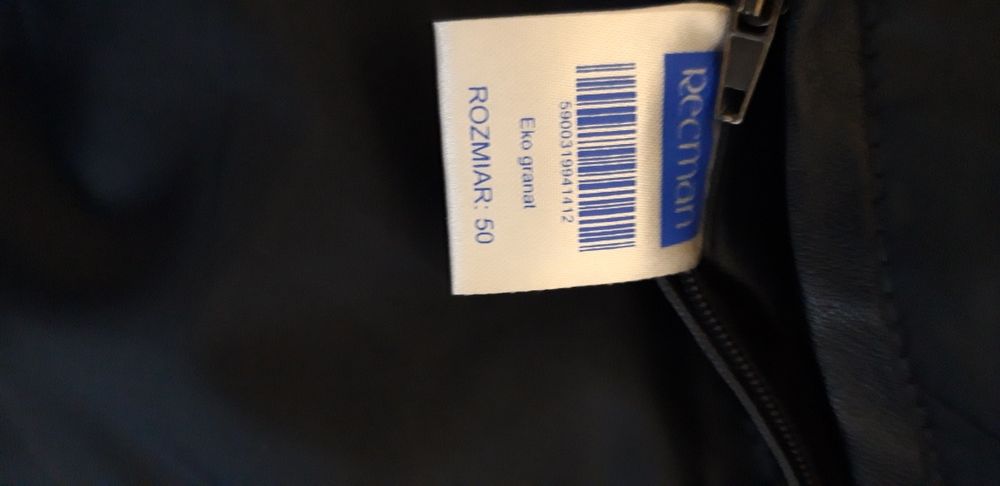 Recman
5900319941412
Eko granat
ROZMIAR: 50